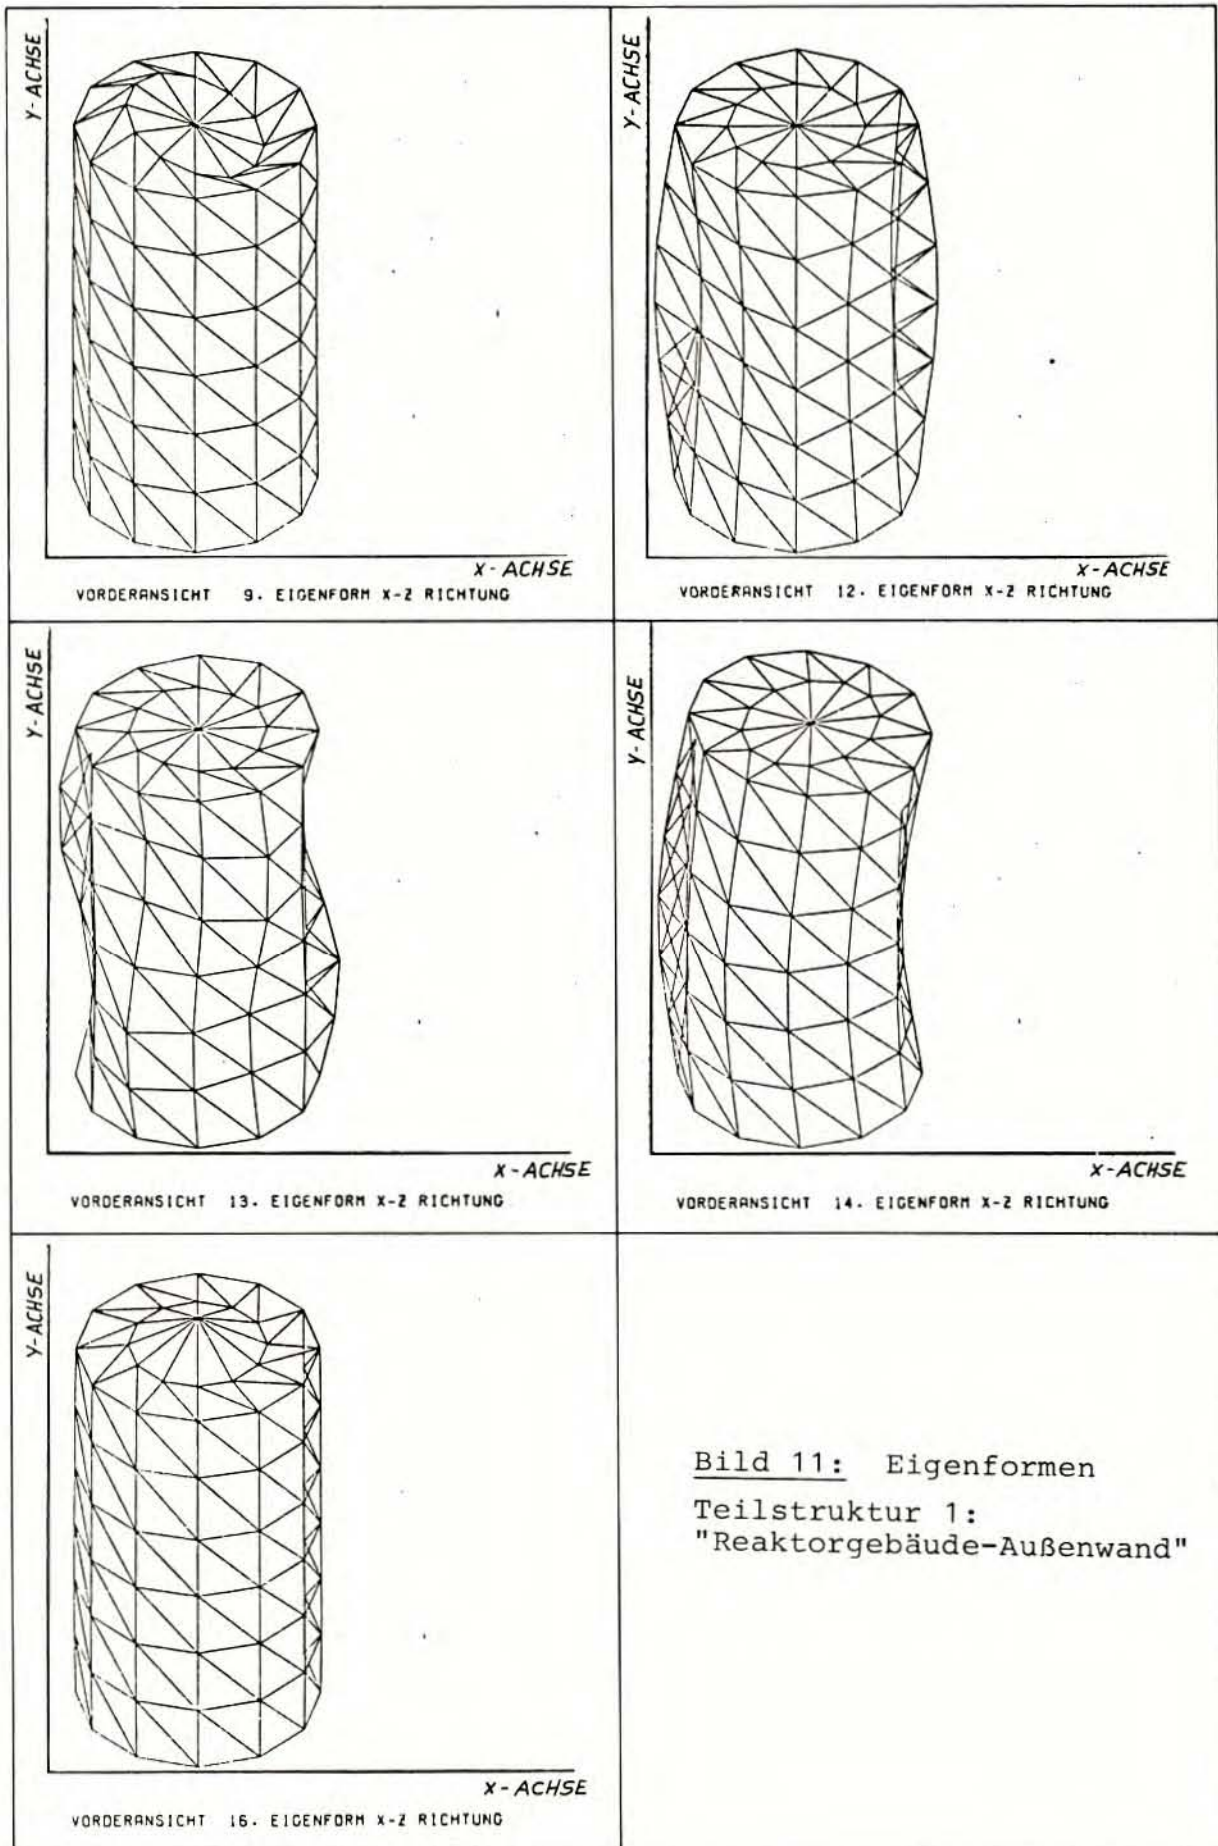 Y-ACHSE
X-ACHSE
VORDERANSICHT 9. EIGENFORM X-Z RICHTUNG
Y-ACHSE
X-ACHSE
VORDERANSICHT 12. EIGENFORM X-Z RICHTUNG
Y-ACHSE
X-ACHSE
VORDERANSICHT 13. EIGENFORM X-Z RICHTUNG
Y-ACHSE
X-ACHSE
VORDERANSICHT 14. EIGENFORM X-Z RICHTUNG
Y-ACHSE
X-ACHSE
VORDERANSICHT 16. EIGENFORM X-Z RICHTUNG
Bild 11: Eigenformen
Teilstruktur 1:
"Reaktorgebäude-Außenwand"